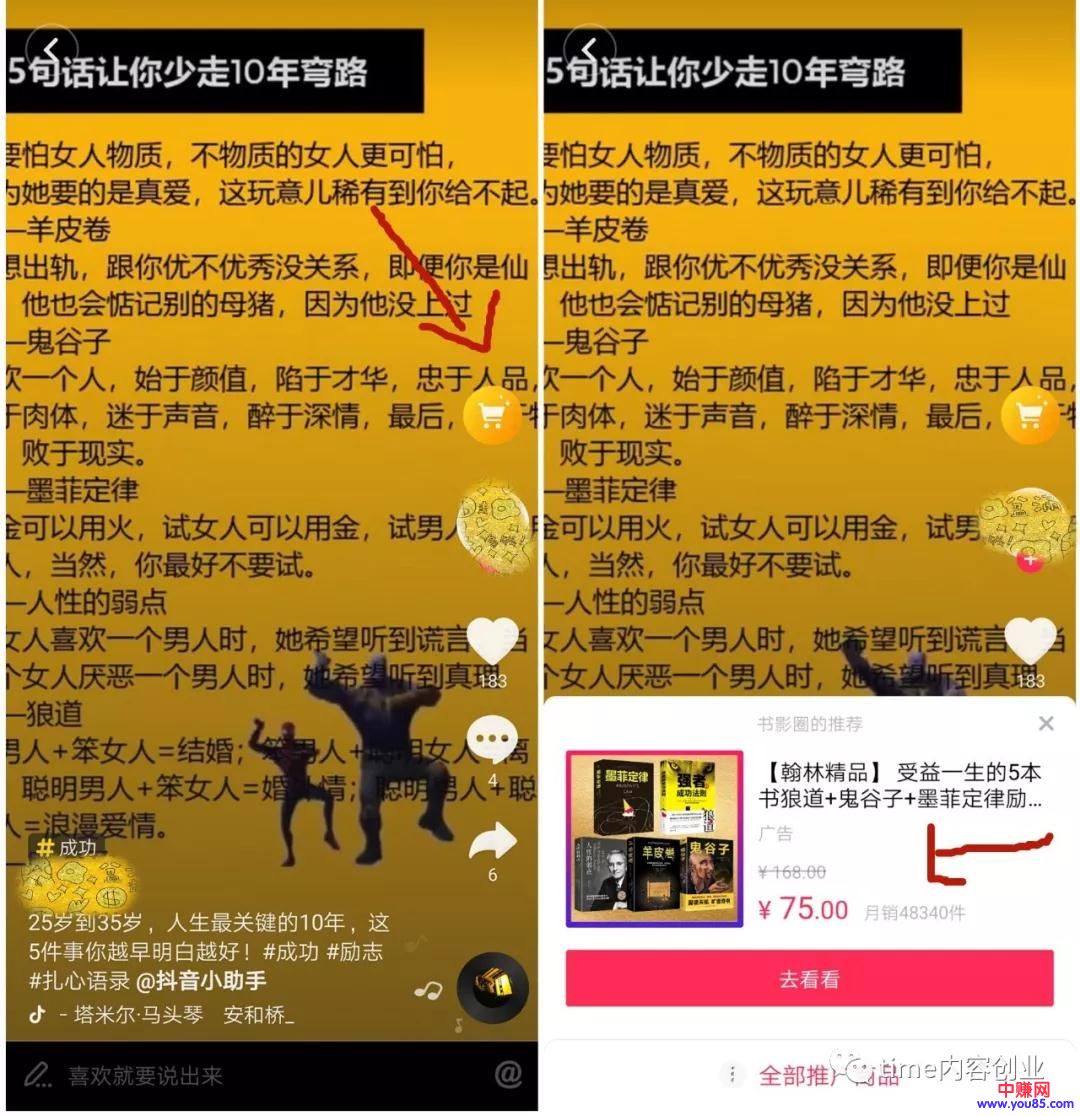 5句话让你少走10年弯路
要怕女人物质，不物质的女人更可怕，
为她要的是真爱，这玩意儿稀有到你给不起。
—羊皮卷
想出轨，跟你优不优秀没关系，即便你是仙
他也会惦记别的母猪，因为他没上过
—鬼谷子
欢一个人，始于颜值，陷于才华，忠于人品，
于肉体，迷于声音，醉于深情，最后，
败于现实。
—墨菲定律
金可以用火，试女人可以用金，试男人
人，当然，你最好不要试。
—人性的弱点
女人喜欢一个男人时，她希望听到谎言
个女人厌恶一个男人时，她希望听到真理
—狼道
男人+笨女人=结婚；笨男人+聪明女人=离
聪明男人+笨女人=婚外情；聪明男人+聪
人=浪漫爱情。
183
4
6
#成功
25岁到35岁，人生最关键的10年，这
5件事你越早明白越好！#成功 #励志
#扎心语录 @抖音小助手
- 塔米尔·马头琴 安和桥_
喜欢就要说出来
@
5句话让你少走10年弯路
要怕女人物质，不物质的女人更可怕，
为她要的是真爱，这玩意儿稀有到你给不起。
—羊皮卷
想出轨，跟你优不优秀没关系，即便你是仙
他也会惦记别的母猪，因为他没上过
—鬼谷子
欢一个人，始于颜值，陷于才华，忠于人品，
于肉体，迷于声音，醉于深情，最后，
败于现实。
—墨菲定律
金可以用火，试女人可以用金，试男
人，当然，你最好不要试。
—人性的弱点
女人喜欢一个男人时，她希望听到谎言
个女人厌恶一个男人时，她希望听到真理
183
书影圈的推荐
墨菲定律
强者
成功法则
狼道
人性的弱点
羊皮卷
鬼谷子
【翰林精品】 受益一生的5本
书狼道+鬼谷子+墨菲定律励...
广告
¥ 168.00
¥ 75.00 月销48340件
去看看
全部推广商品
time内容创业
中赚网
www.you85.com